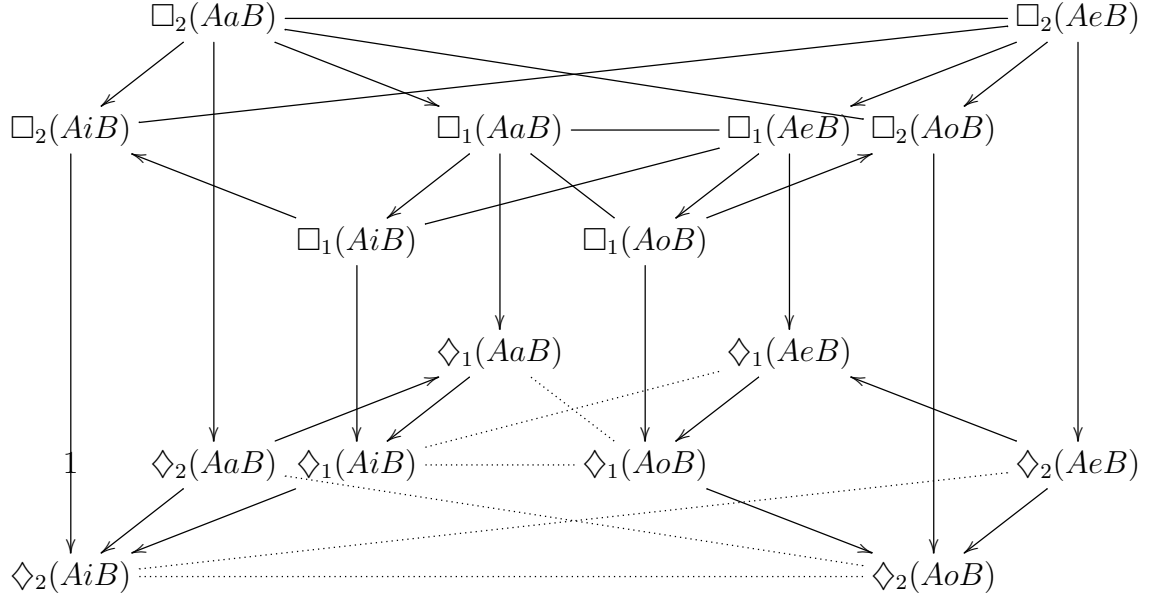 □₂(AaB) □₂(AeB)
□₂(AiB) □₁(AaB) □₁(AeB) □₂(AoB)
□₁(AiB) □₁(AoB)
◇₁(AaB) ◇₁(AeB)
1 ◇₂(AaB) ◇₁(AiB) ◇₁(AoB) ◇₂(AeB)
◇₂(AiB) ◇₂(AoB)